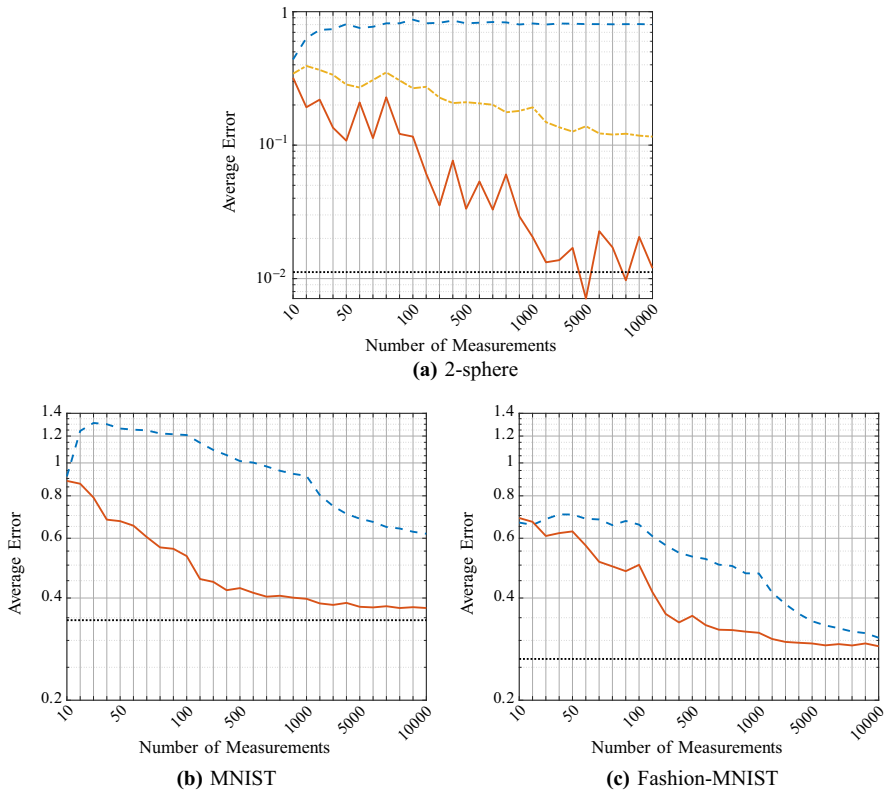 1
10⁻¹
10⁻²
Average Error
10 50 100 500 1000 5000 10000
Number of Measurements
(a) 2-sphere
1.4
1.2
1
0.8
0.6
0.4
0.2
Average Error
10 50 100 500 1000 5000 10000
Number of Measurements
(b) MNIST
1.4
1.2
1
0.8
0.6
0.4
0.2
Average Error
10 50 100 500 1000 5000 10000
Number of Measurements
(c) Fashion-MNIST